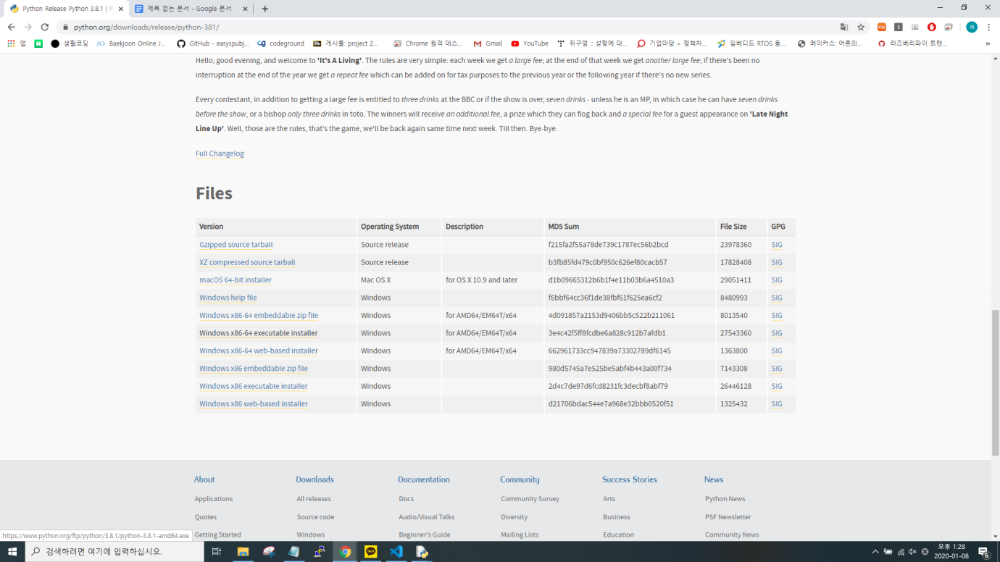 Python Release Python 3.8.1 | P
제목 없는 문서 - Google 문서
python.org/downloads/release/python-381/
앱
N
생활코딩
Baekjoon Online J...
GitHub - easyspubj...
codeground
게시물: project 2...
Chrome 원격 데스...
Gmail
YouTube
쥐구멍 :: 성형에 대...
기업마당 > 정책자...
임베디드 RTOS 동...
메이커스: 어른의...
라즈베리파이 트랜...
»
Hello, good evening, and welcome to 'It's A Living'. The rules are very simple: each week we get a large fee; at the end of that week we get another large fee; if there's been no
interruption at the end of the year we get a repeat fee which can be added on for tax purposes to the previous year or the following year if there's no new series.
Every contestant, in addition to getting a large fee is entitled to three drinks at the BBC or if the show is over, seven drinks - unless he is an MP, in which case he can have seven drinks
before the show, or a bishop only three drinks in toto. The winners will receive an additional fee, a prize which they can flog back and a special fee for a guest appearance on 'Late Night
Line Up'. Well, those are the rules, that's the game, we'll be back again same time next week. Till then. Bye-bye.
Full Changelog
Files
Version Operating System Description MD5 Sum File Size GPG
Gzipped source tarball Source release f215fa2f55a78de739c1787ec56b2bcd 23978360 SIG
XZ compressed source tarball Source release b3fb85fd479c0bf950c626ef80cacb57 17828408 SIG
macOS 64-bit installer Mac OS X for OS X 10.9 and later d1b09665312b6b1f4e11b03b6a4510a3 29051411 SIG
Windows help file Windows f6bbf64cc36f1de38fbf61f625ea6cf2 8480993 SIG
Windows x86-64 embeddable zip file Windows for AMD64/EM64T/x64 4d091857a2153d9406bb5c522b211061 8013540 SIG
Windows x86-64 executable installer Windows for AMD64/EM64T/x64 3e4c42f5ff8fcdbe6a828c912b7afdb1 27543360 SIG
Windows x86-64 web-based installer Windows for AMD64/EM64T/x64 662961733cc947839a73302789df6145 1363800 SIG
Windows x86 embeddable zip file Windows 980d5745a7e525be5abf4b443a00f734 7143308 SIG
Windows x86 executable installer Windows 2d4c7de97d6fcd8231fc3decbf8abf79 26446128 SIG
Windows x86 web-based installer Windows d21706bdac544e7a968e32bbb0520f51 1325432 SIG
About Downloads Documentation Community Success Stories News
Applications All releases Docs Community Survey Arts Python News
Quotes Source code Audio/Visual Talks Diversity Business PSF Newsletter
Getting Started Windows Beginner's Guide Mailing Lists Education Community News
https://www.python.org/ftp/python/3.8.1/python-3.8.1-amd64.exe
검색하려면 여기에 입력하십시오.
TALK
오후 1:28
2020-01-08
6